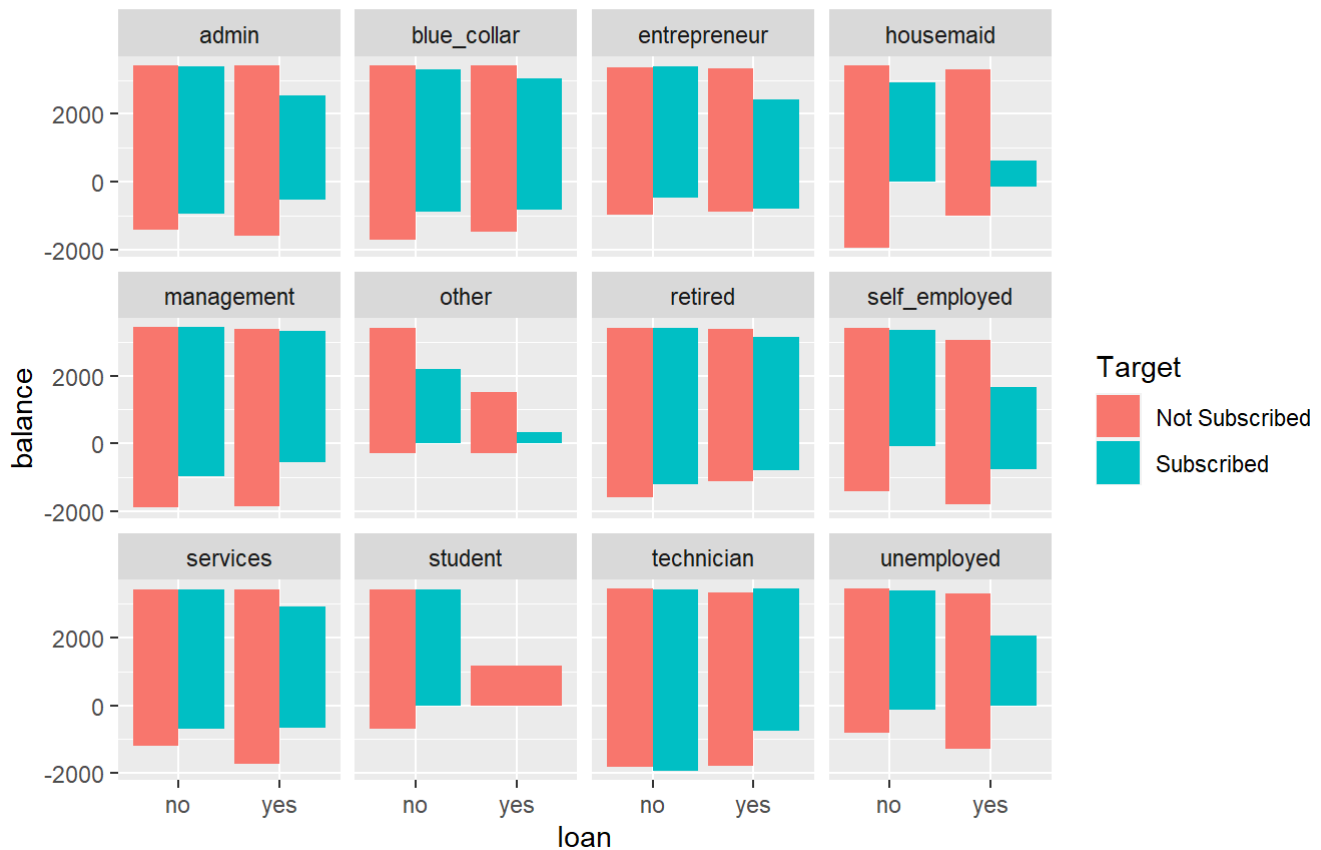 admin blue_collar entrepreneur housemaid
2000
0
-2000
management other retired self_employed
2000
0
-2000
balance
Target
Not Subscribed
Subscribed
services student technician unemployed
2000
0
-2000
no yes no yes no yes no yes
loan